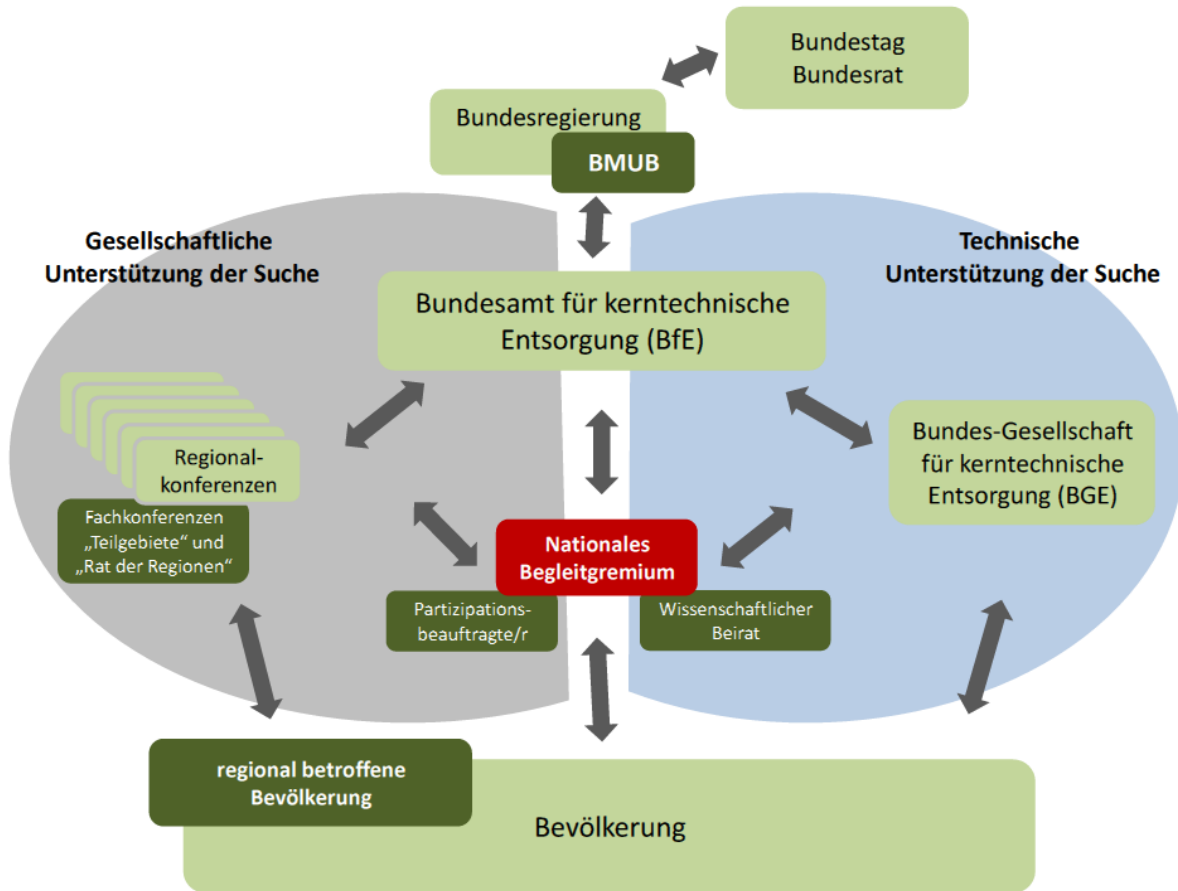 Bundestag
Bundesrat
Bundesregierung
BMUB
Gesellschaftliche
Unterstützung der Suche
Technische
Unterstützung der Suche
Bundesamt für kerntechnische
Entsorgung (BfE)
Regional-
konferenzen
Bundes-Gesellschaft
für kerntechnische
Entsorgung (BGE)
Fachkonferenzen
„Teilgebiete“ und
„Rat der Regionen“
Nationales
Begleitgremium
Partizipations-
beauftragte/r
Wissenschaftlicher
Beirat
regional betroffene
Bevölkerung
Bevölkerung